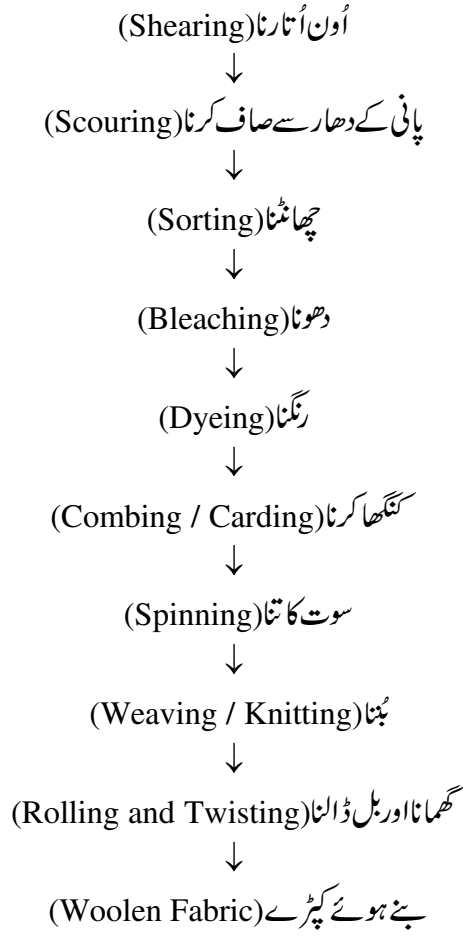 اُون اُتارنا (Shearing)
↓
پانی کے دھار سے صاف کرنا (Scouring)
↓
چھانٹنا (Sorting)
↓
دھونا (Bleaching)
↓
رنگنا (Dyeing)
↓
کنگھا کرنا (Combing / Carding)
↓
سوت کاتنا (Spinning)
↓
بُننا (Weaving / Knitting)
↓
گھمانا اور بل ڈالنا (Rolling and Twisting)
↓
بنے ہوئے کپڑے (Woolen Fabric)